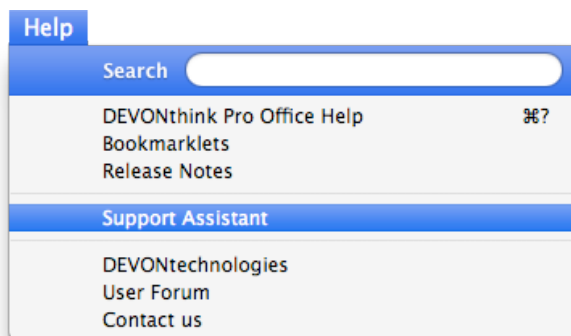 Help
Search
DEVONthink Pro Office Help ⌘?
Bookmarklets
Release Notes
Support Assistant
DEVONtechnologies
User Forum
Contact us